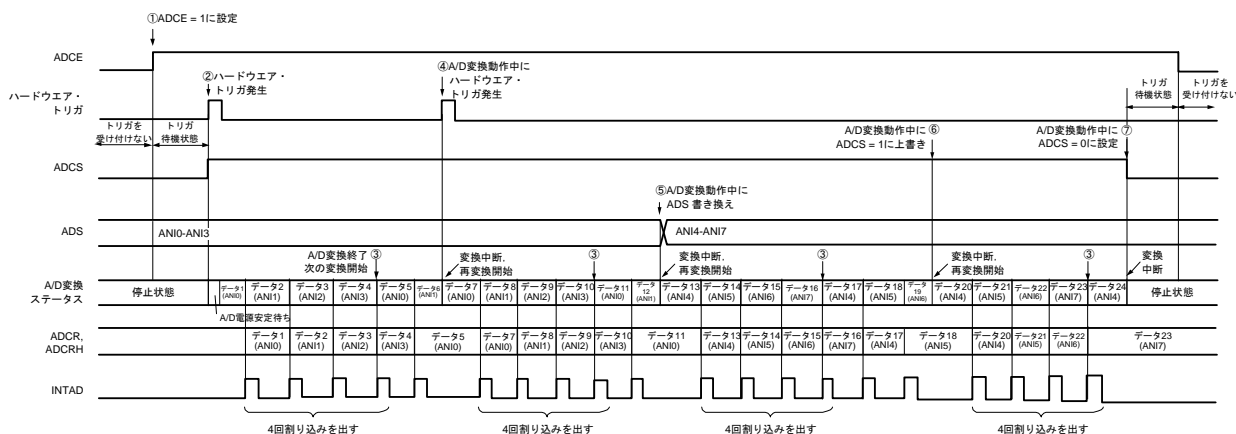 ①ADCE = 1に設定
ADCE
②ハードウエア・
トリガ発生
④A/D変換動作中に
ハードウエア・
トリガ発生
ハードウエア・
トリガ
トリガを
受け付けない
トリガ
待機状態
トリガ
待機状態
トリガを
受け付けない
A/D変換動作中に⑥
ADCS = 1に上書き
A/D変換動作中に⑦
ADCS = 0に設定
ADCS
⑤A/D変換動作中に
ADS 書き換え
ADS
ANI0-ANI3
ANI4-ANI7
A/D変換終了 ③
次の変換開始
変換中断,
再変換開始
③
変換中断,
再変換開始
③
変換中断,
再変換開始
③
変換
中断
A/D変換
ステータス
停止状態
データ1
(ANI0)
データ2
(ANI1)
データ3
(ANI2)
データ4
(ANI3)
データ5
(ANI0)
データ6
(ANI1)
データ7
(ANI0)
データ8
(ANI1)
データ9
(ANI2)
データ10
(ANI3)
データ11
(ANI0)
データ
12
(ANI1)
データ13
(ANI4)
データ14
(ANI5)
データ15
(ANI6)
データ16
(ANI7)
データ17
(ANI4)
データ18
(ANI5)
データ
19
(ANI6)
データ20
(ANI4)
データ21
(ANI5)
データ22
(ANI6)
データ23
(ANI7)
データ24
(ANI4)
停止状態
A/D電源安定待ち
ADCR,
ADCRH
データ1
(ANI0)
データ2
(ANI1)
データ3
(ANI2)
データ4
(ANI3)
データ5
(ANI0)
データ7
(ANI0)
データ8
(ANI1)
データ9
(ANI2)
データ10
(ANI3)
データ11
(ANI0)
データ13
(ANI4)
データ14
(ANI5)
データ15
(ANI6)
データ16
(ANI7)
データ17
(ANI4)
データ18
(ANI5)
データ20
(ANI4)
データ21
(ANI5)
データ22
(ANI6)
データ23
(ANI7)
INTAD
4回割り込みを出す
4回割り込みを出す
4回割り込みを出す
4回割り込みを出す